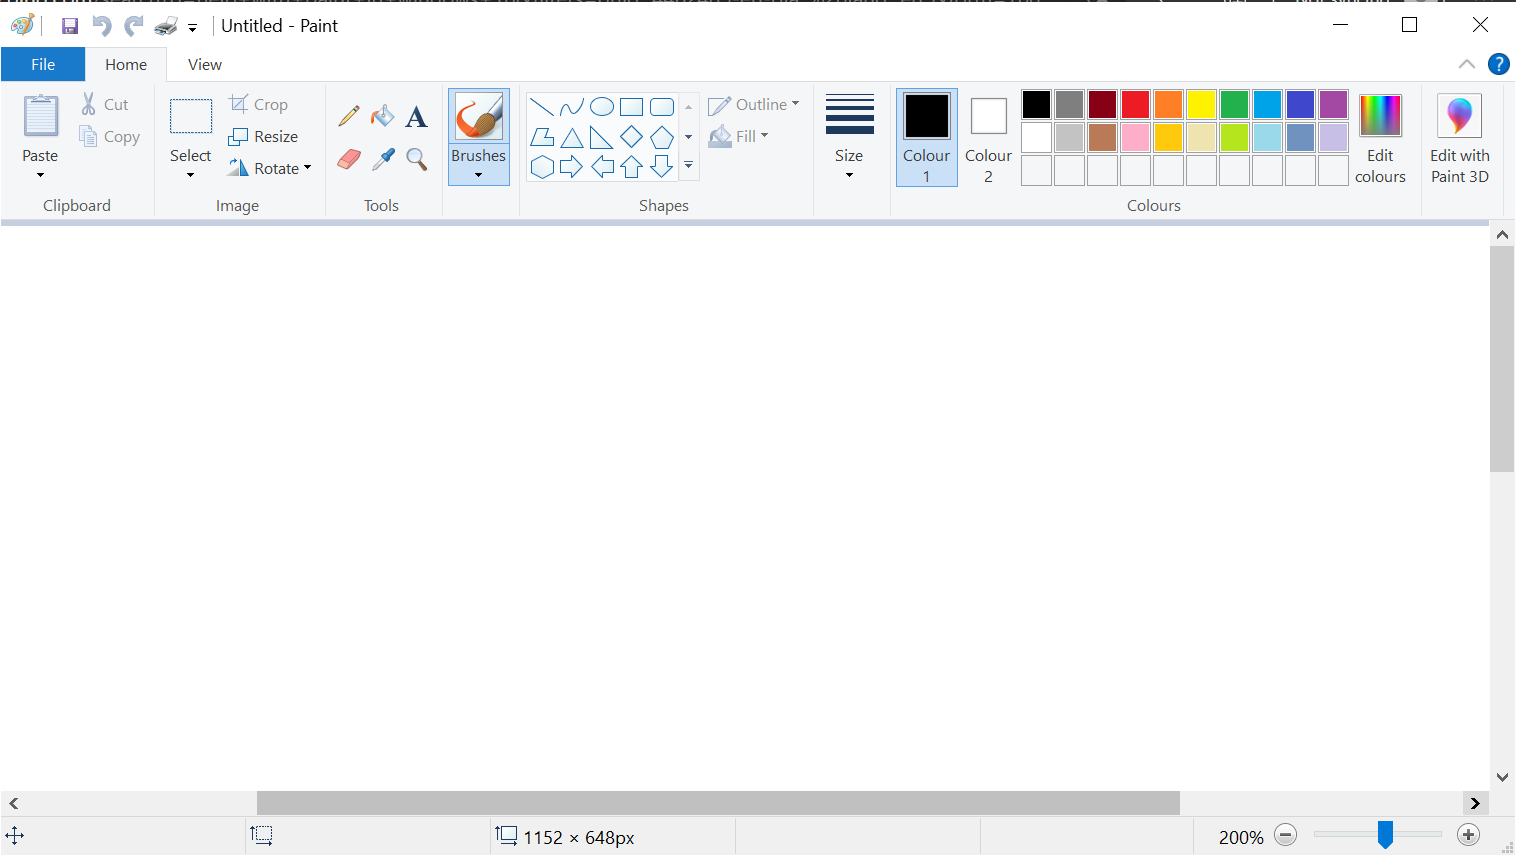 Untitled - Paint
File Home View
Paste
Cut
Copy
Clipboard
Select
Crop
Resize
Rotate
Image
A
Tools
Brushes
Shapes
Outline
Fill
Size
Colour 1
Colour 2
Edit colours
Colours
Edit with Paint 3D
1152 × 648px
200%